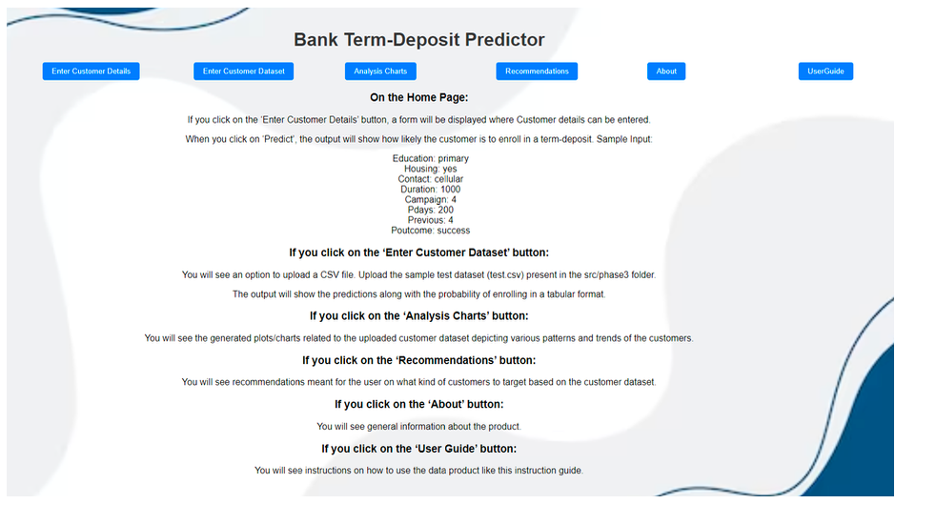 Bank Term-Deposit Predictor
Enter Customer Details
Enter Customer Dataset
Analysis Charts
Recommendations
About
UserGuide
On the Home Page:
If you click on the 'Enter Customer Details' button, a form will be displayed where Customer details can be entered.
When you click on 'Predict', the output will show how likely the customer is to enroll in a term-deposit. Sample Input:
Education: primary
Housing: yes
Contact: cellular
Duration: 1000
Campaign: 4
Pdays: 200
Previous: 4
Poutcome: success
If you click on the ‘Enter Customer Dataset’ button:
You will see an option to upload a CSV file. Upload the sample test dataset (test.csv) present in the src/phase3 folder.
The output will show the predictions along with the probability of enrolling in a tabular format.
If you click on the ‘Analysis Charts’ button:
You will see the generated plots/charts related to the uploaded customer dataset depicting various patterns and trends of the customers.
If you click on the ‘Recommendations’ button:
You will see recommendations meant for the user on what kind of customers to target based on the customer dataset.
If you click on the ‘About’ button:
You will see general information about the product.
If you click on the ‘User Guide’ button:
You will see instructions on how to use the data product like this instruction guide.